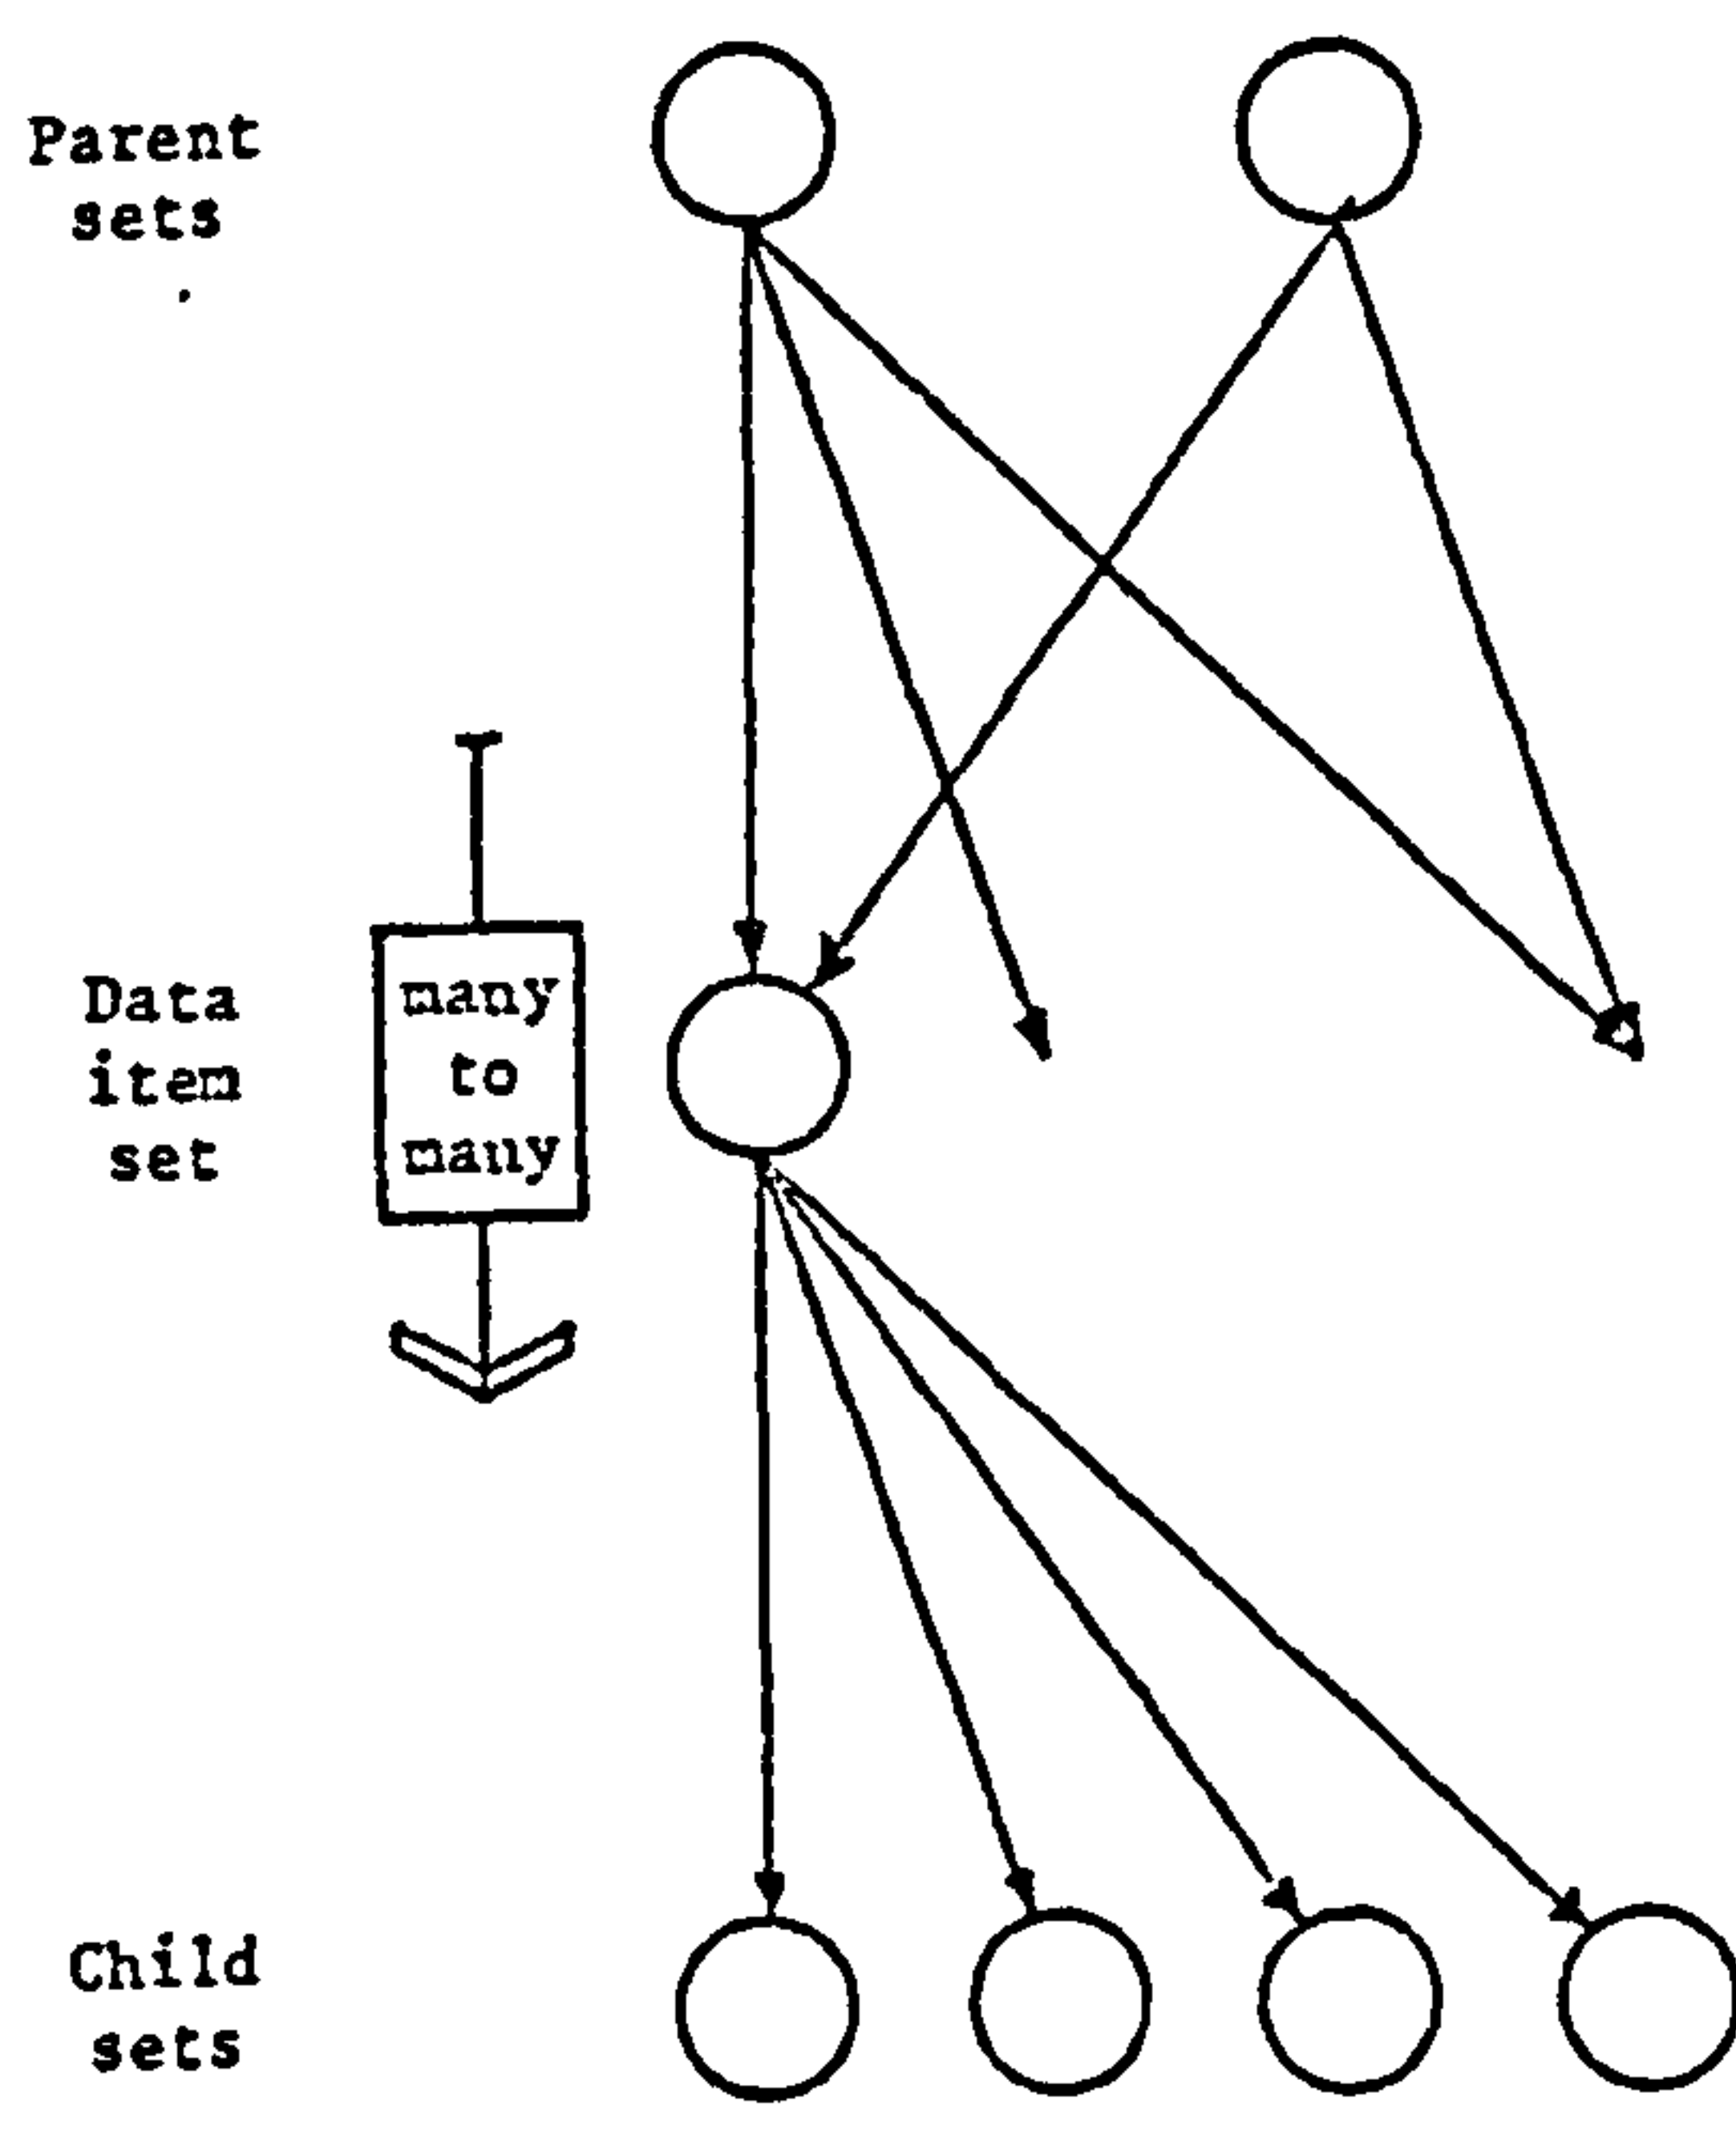 Parent
sets
Data
item
set
many
to
many
Child
sets